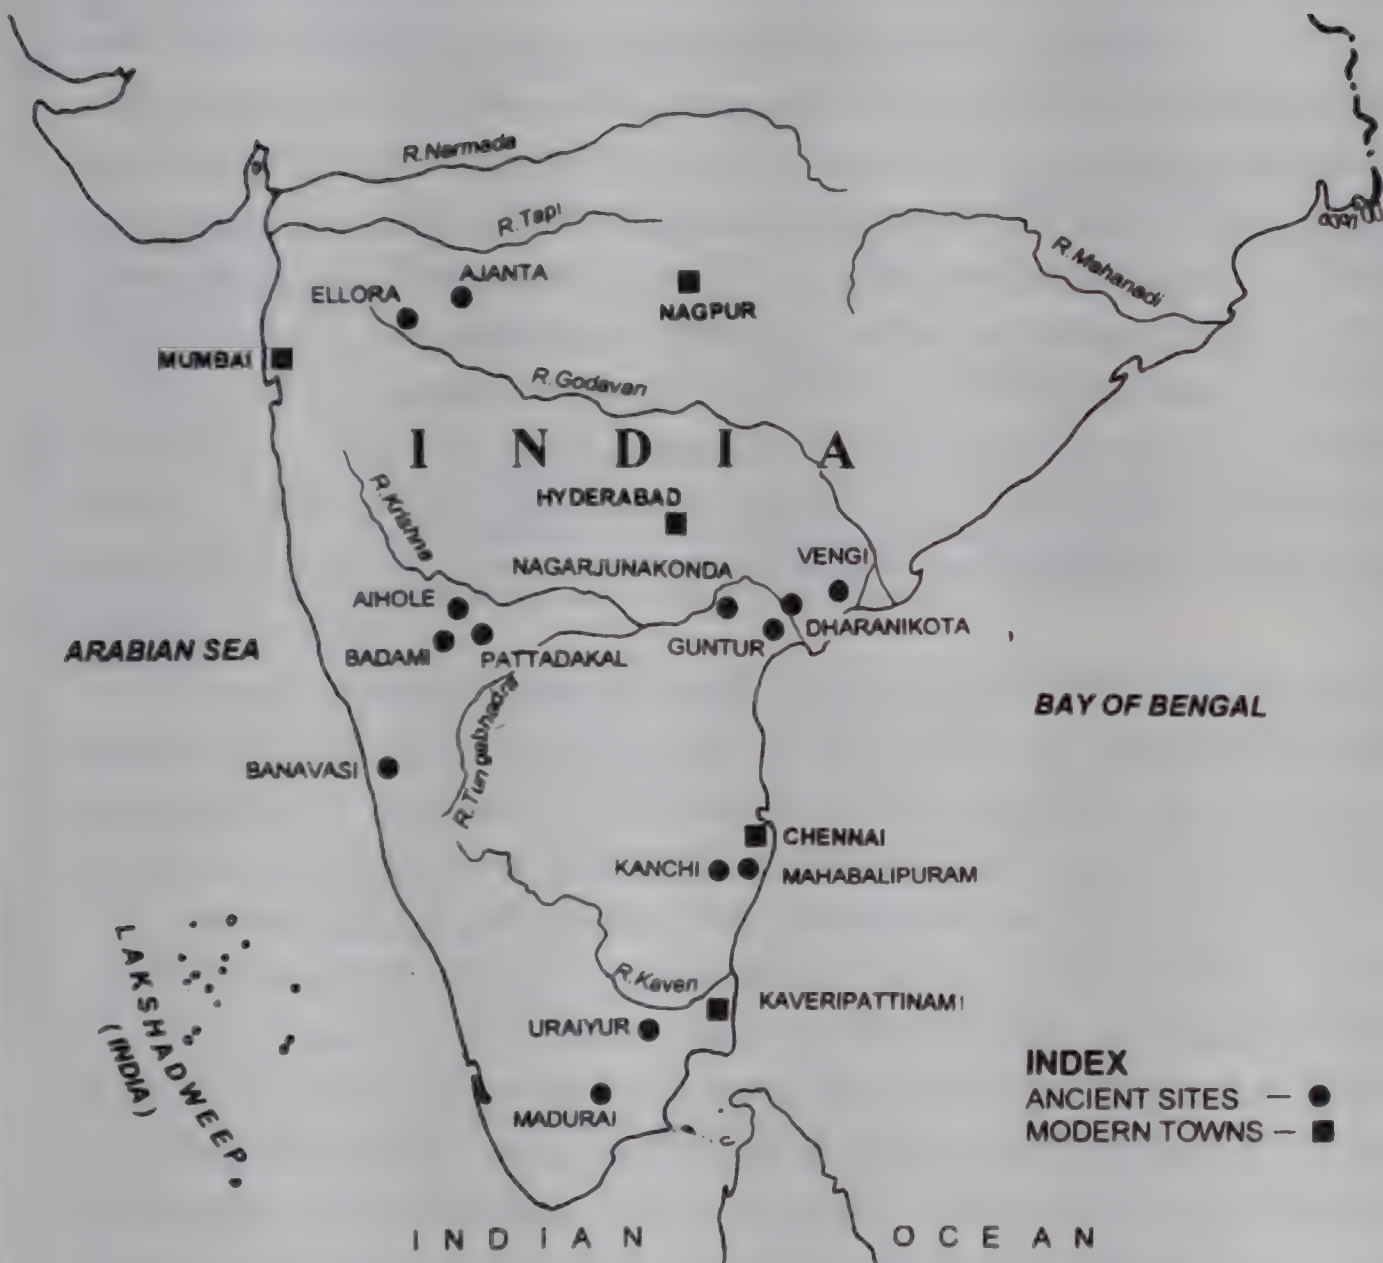 R.Narmada
R.Tapi
R.Mahanadi
AJANTA
ELLORA
NAGPUR
MUMBAI
R.Godavari
I N D I A
HYDERABAD
R.Krishna
NAGARJUNAKONDA
VENGI
AIHOLE
DHARANIKOTA
GUNTUR
ARABIAN SEA
BADAMI
PATTADAKAL
BAY OF BENGAL
R.Tungabhadra
BANAVASI
CHENNAI
KANCHI
MAHABALIPURAM
LAKSHADWEEP
(INDIA)
R.Kaveri
KAVERIPATTINAM
URAIYUR
MADURAI
INDEX
ANCIENT SITES –
MODERN TOWNS –
I N D I A N O C E A N